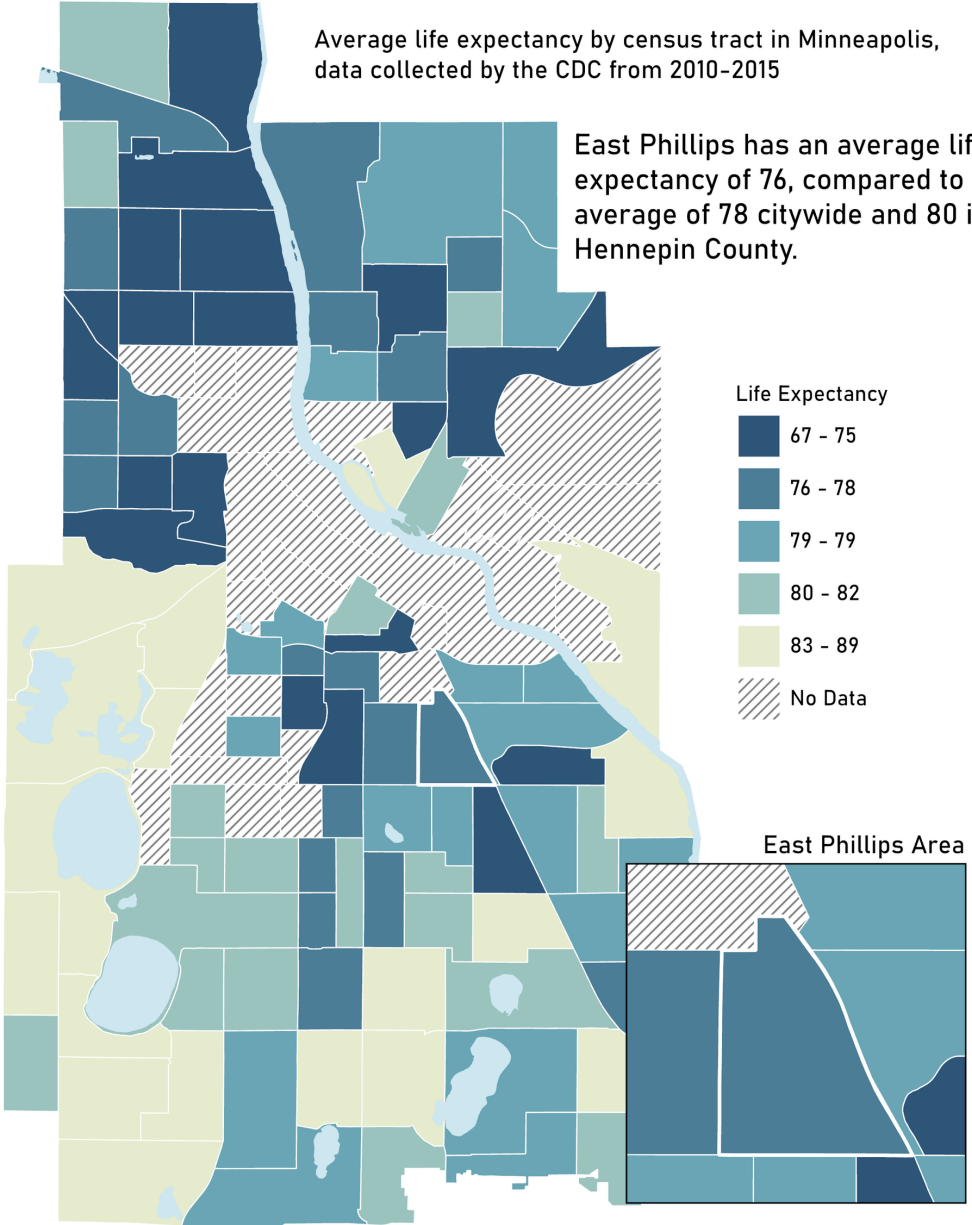 Average life expectancy by census tract in Minneapolis,
data collected by the CDC from 2010-2015
East Phillips has an average lif
expectancy of 76, compared to
average of 78 citywide and 80 i
Hennepin County.
Life Expectancy
67 - 75
76 - 78
79 - 79
80 - 82
83 - 89
No Data
East Phillips Area